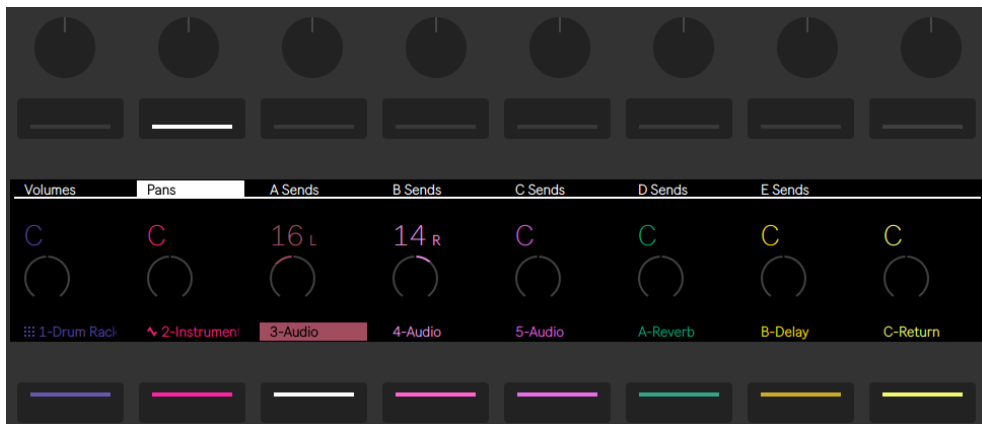 Volumes Pans A Sends B Sends C Sends D Sends E Sends
C C 16 L 14 R C C C C
1-Drum Rack 2-Instrument 3-Audio 4-Audio 5-Audio A-Reverb B-Delay C-Return